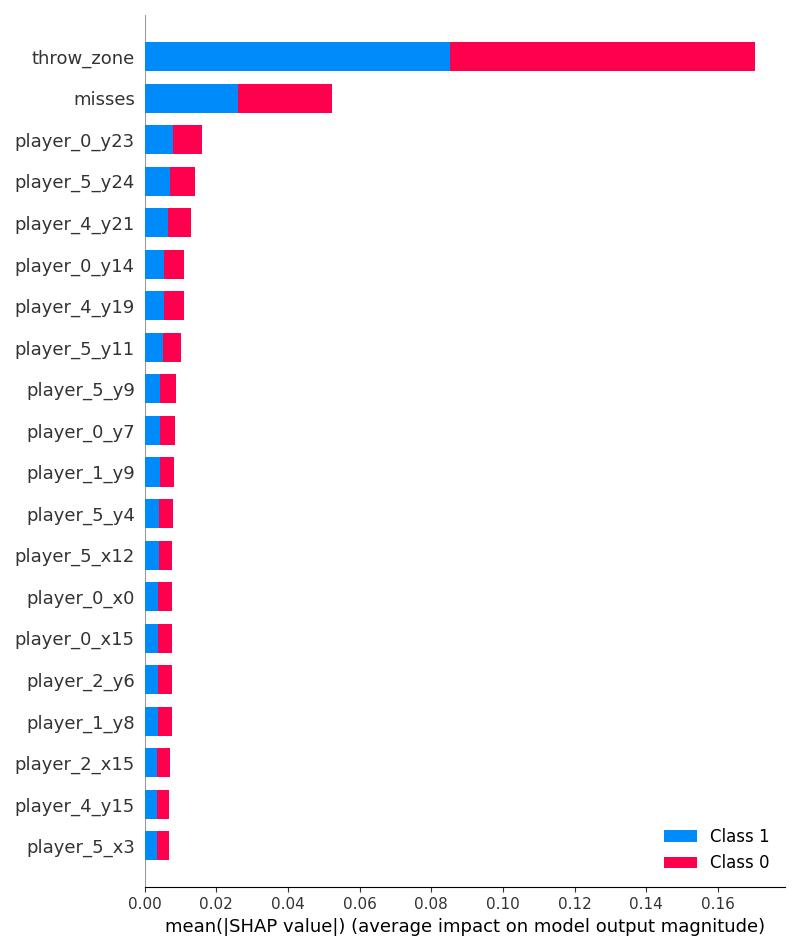 throw_zone
misses
player_0_y23
player_5_y24
player_4_y21
player_0_y14
player_4_y19
player_5_y11
player_5_y9
player_0_y7
player_1_y9
player_5_y4
player_5_x12
player_0_x0
player_0_x15
player_2_y6
player_1_y8
player_2_x15
player_4_y15
player_5_x3
Class 1
Class 0
0.00 0.02 0.04 0.06 0.08 0.10 0.12 0.14 0.16
mean(|SHAP value|) (average impact on model output magnitude)